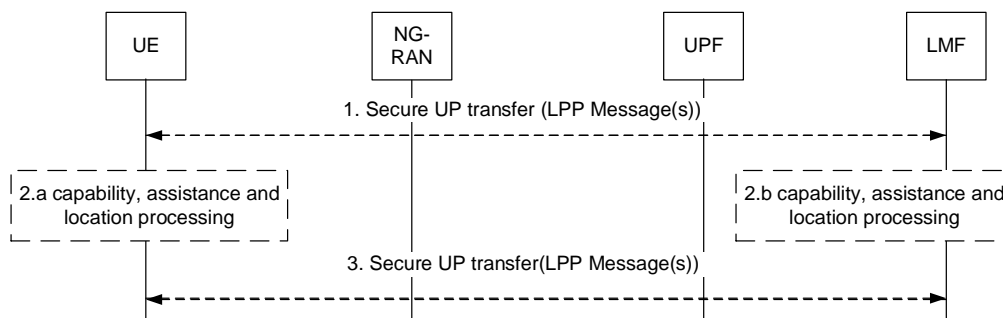 UE
NG-
RAN
UPF
LMF
1. Secure UP transfer (LPP Message(s))
2.a capability, assistance and
location processing
2.b capability, assistance and
location processing
3. Secure UP transfer(LPP Message(s))